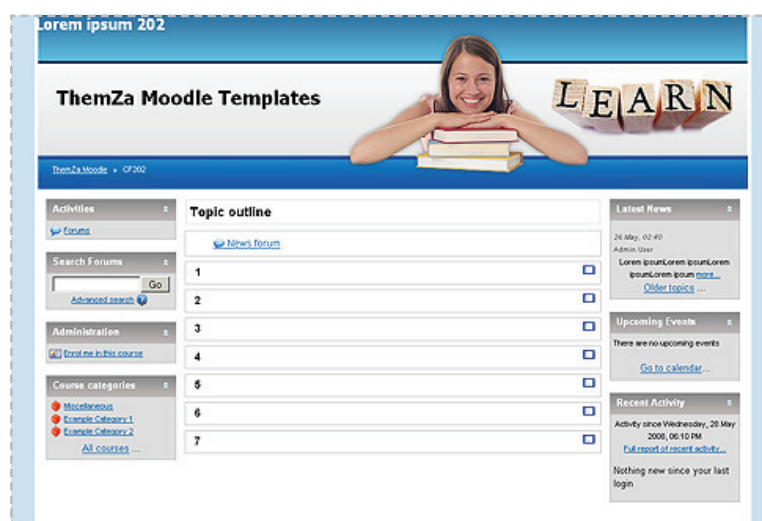 Lorem ipsum 202
ThemZa Moodle Templates
LEARN
ThemZa Moodle » CF202
Activities
Forums
Search Forums
Go
Advanced search ?
Administration
Enrol me in this course
Course categories
Miscellaneous
Example Category 1
Example Category 2
All courses ...
Topic outline
News forum
1
2
3
4
5
6
7
Latest News
26 May, 02:40
Admin User
Lorem ipsumLorem ipsumLorem
ipsumLorem ipsum more...
Older topics ...
Upcoming Events
There are no upcoming events
Go to calendar...
Recent Activity
Activity since Wednesday, 28 May
2008, 06:10 PM
Full report of recent activity...
Nothing new since your last
login